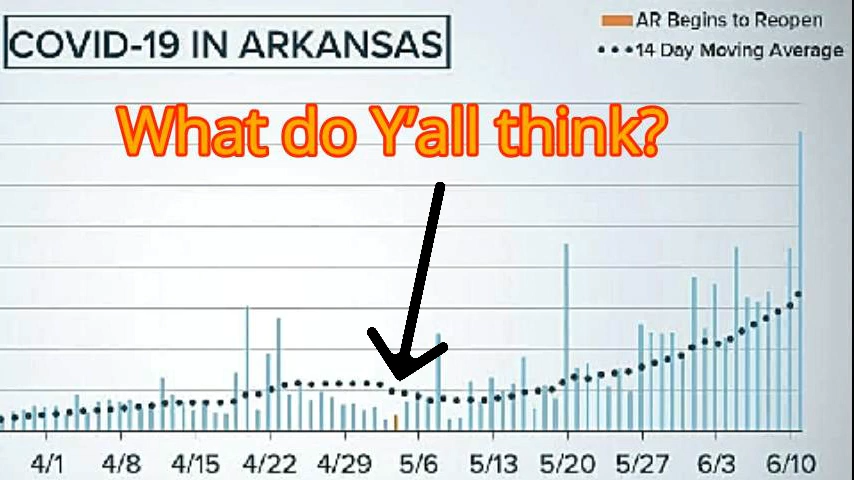 AR Begins to Reopen
COVID-19 IN ARKANSAS
14 Day Moving Average
What do Y'all think?
4/1 4/8 4/15 4/22 4/29 5/6 5/13 5/20 5/27 6/3 6/10